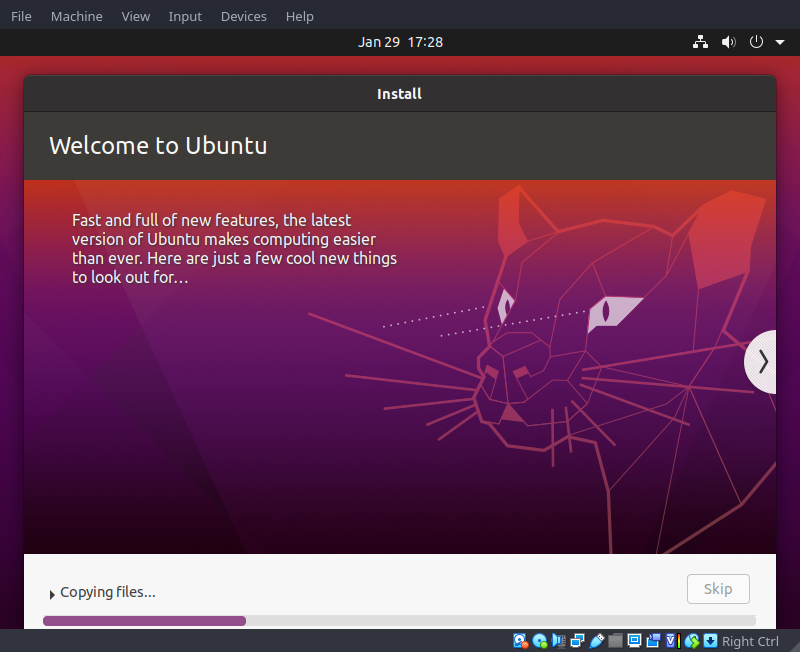 File Machine View Input Devices Help
Jan 29 17:28
Install
Welcome to Ubuntu
Fast and full of new features, the latest
version of Ubuntu makes computing easier
than ever. Here are just a few cool new things
to look out for…
Copying files...
Skip
Right Ctrl